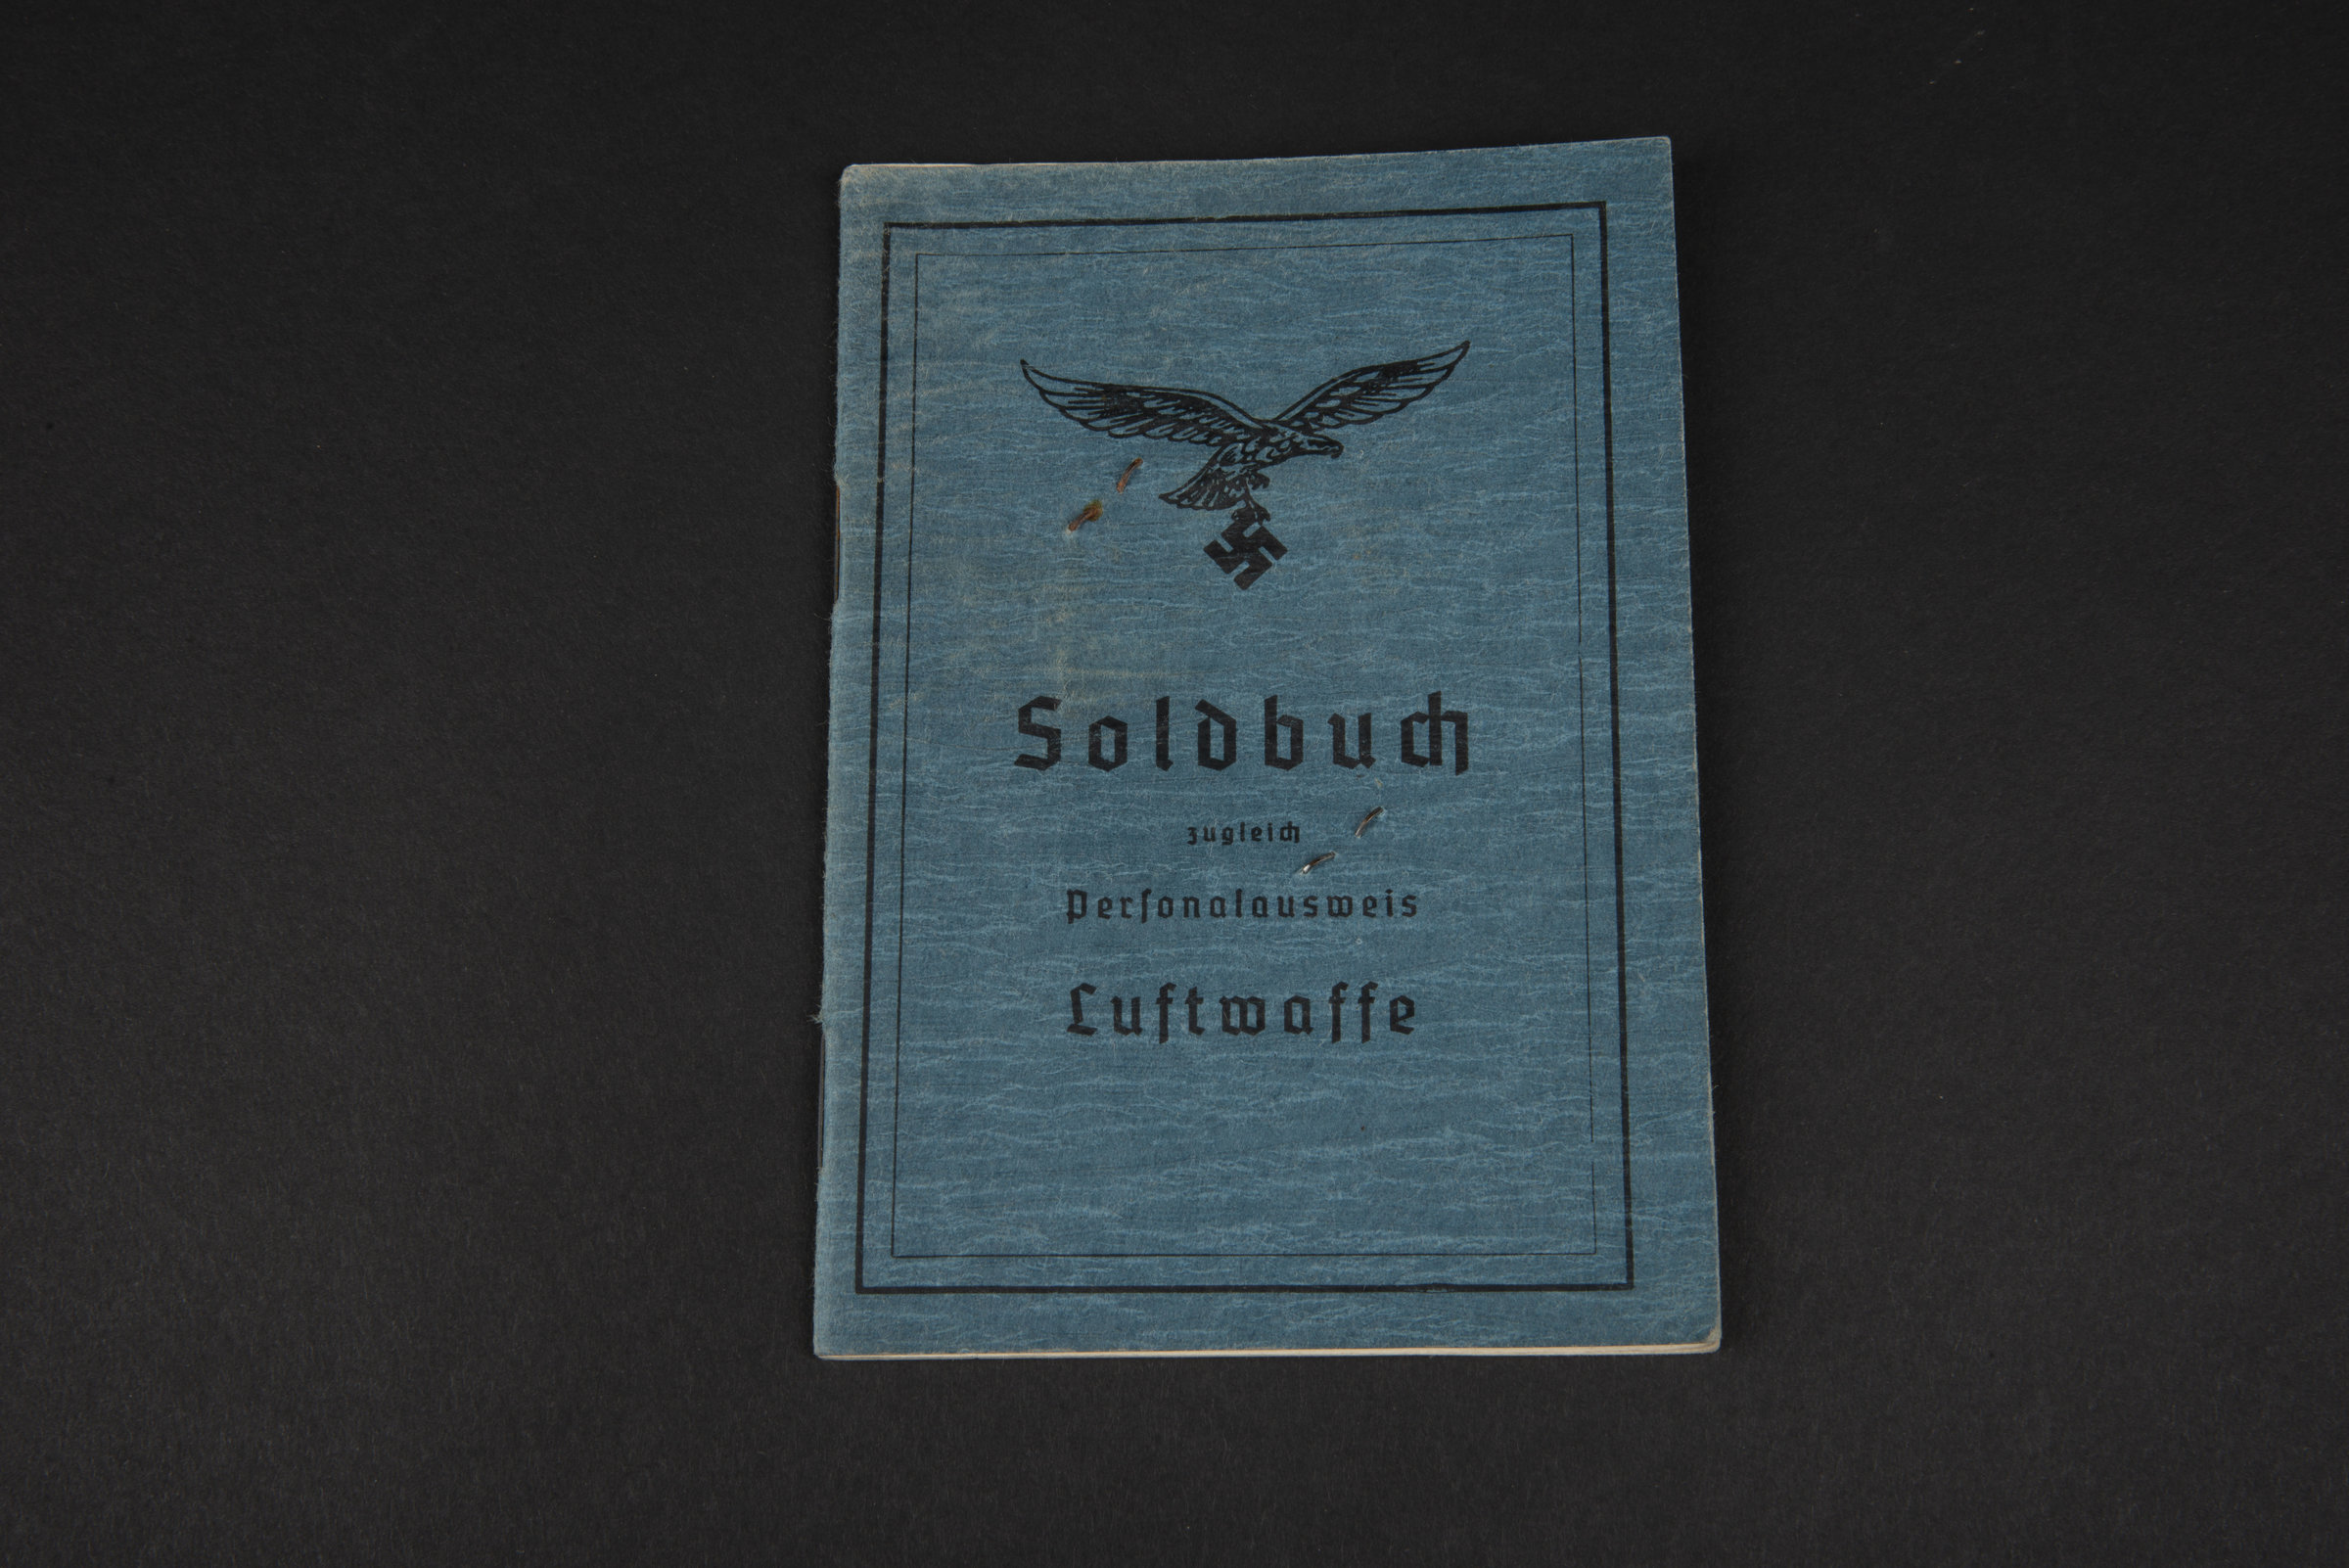 Soldbuch
zugleich
Perſonalausweis
Luftwaffe